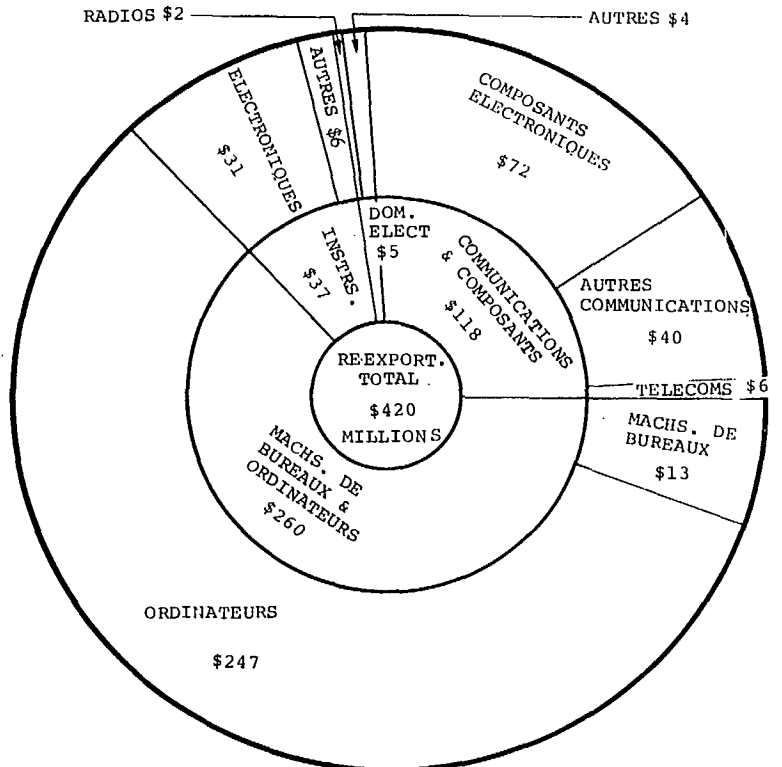 RADIOS $2
AUTRES $4
ELECTRONIQUES
$31
AUTRES $6
COMPOSANTS
ELECTRONIQUES
$72
DOM.
ELECT
$5
INSTRS.
$37
COMMUNICATIONS
& COMPOSANTS
$118
AUTRES
COMMUNICATIONS
$40
RE-EXPORT.
TOTAL
$420
MILLIONS
TELECOMS $6
MACHS. DE
BUREAUX
$13
MACHS. DE
BUREAUX &
ORDINATEURS
$260
ORDINATEURS
$247